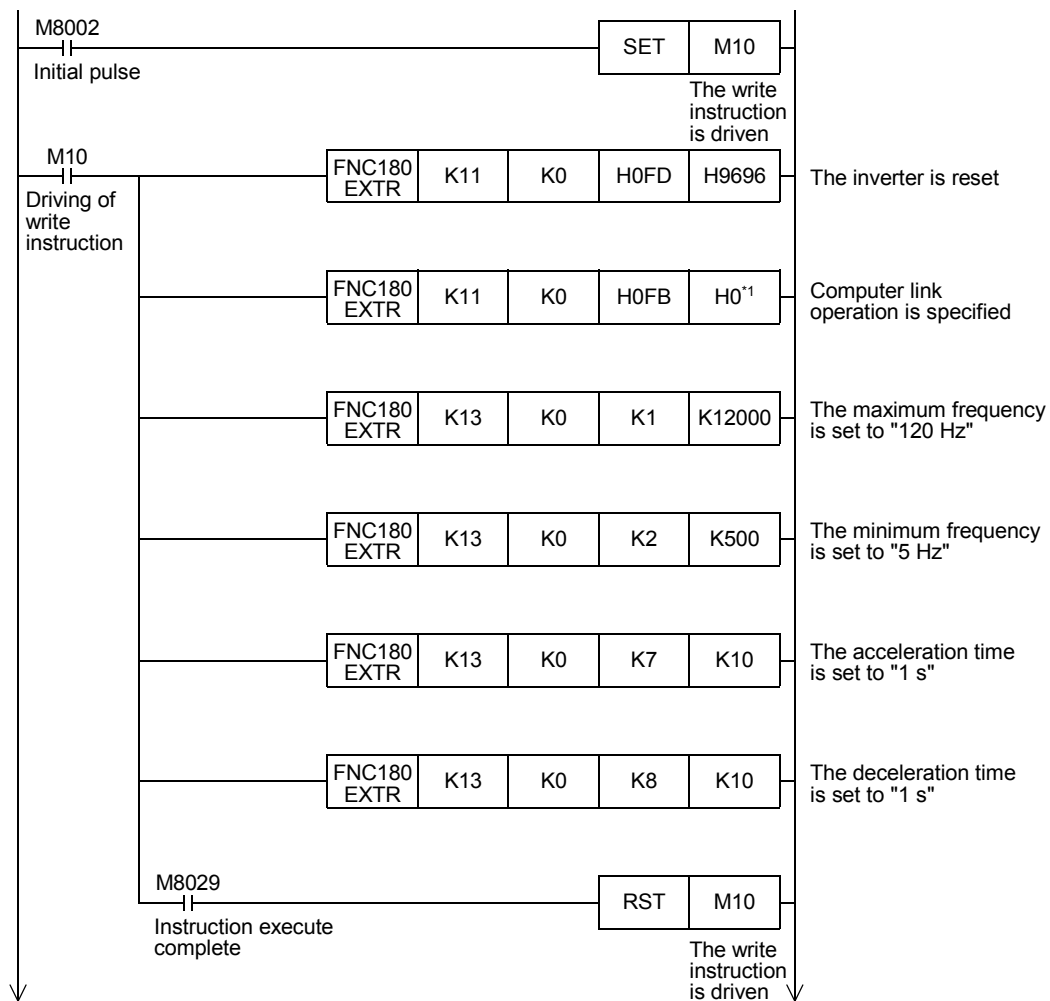 M8002
SET M10
Initial pulse
The write
instruction
is driven
M10
FNC180
EXTR K11 K0 H0FD H9696
The inverter is reset
Driving of
write
instruction
FNC180
EXTR K11 K0 H0FB H0*1
Computer link
operation is specified
FNC180
EXTR K13 K0 K1 K12000
The maximum frequency
is set to "120 Hz"
FNC180
EXTR K13 K0 K2 K500
The minimum frequency
is set to "5 Hz"
FNC180
EXTR K13 K0 K7 K10
The acceleration time
is set to "1 s"
FNC180
EXTR K13 K0 K8 K10
The deceleration time
is set to "1 s"
M8029
RST M10
Instruction execute
complete
The write
instruction
is driven